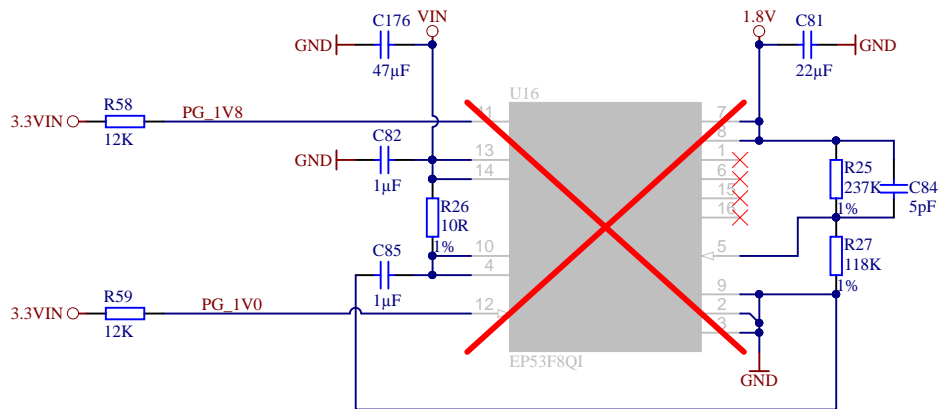 C176
VIN
GND
47µF
1.8V
C81
GND
22µF
U16
R58
PG_1V8
3.3VIN
12K
11
7
8
C82
GND
1µF
13
14
1
6
15
16
R25
237K
1%
C84
5pF
R26
10R
1%
C85
1µF
10
4
5
R27
118K
1%
R59
PG_1V0
3.3VIN
12K
12
9
2
3
EP53F8QI
GND